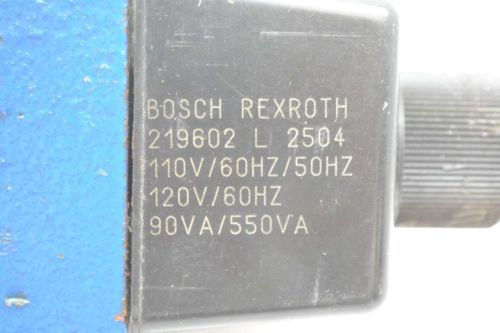 BOSCH REXROTH
219602 L 2504
110V/60HZ/50HZ
120V/60HZ
90VA/550VA